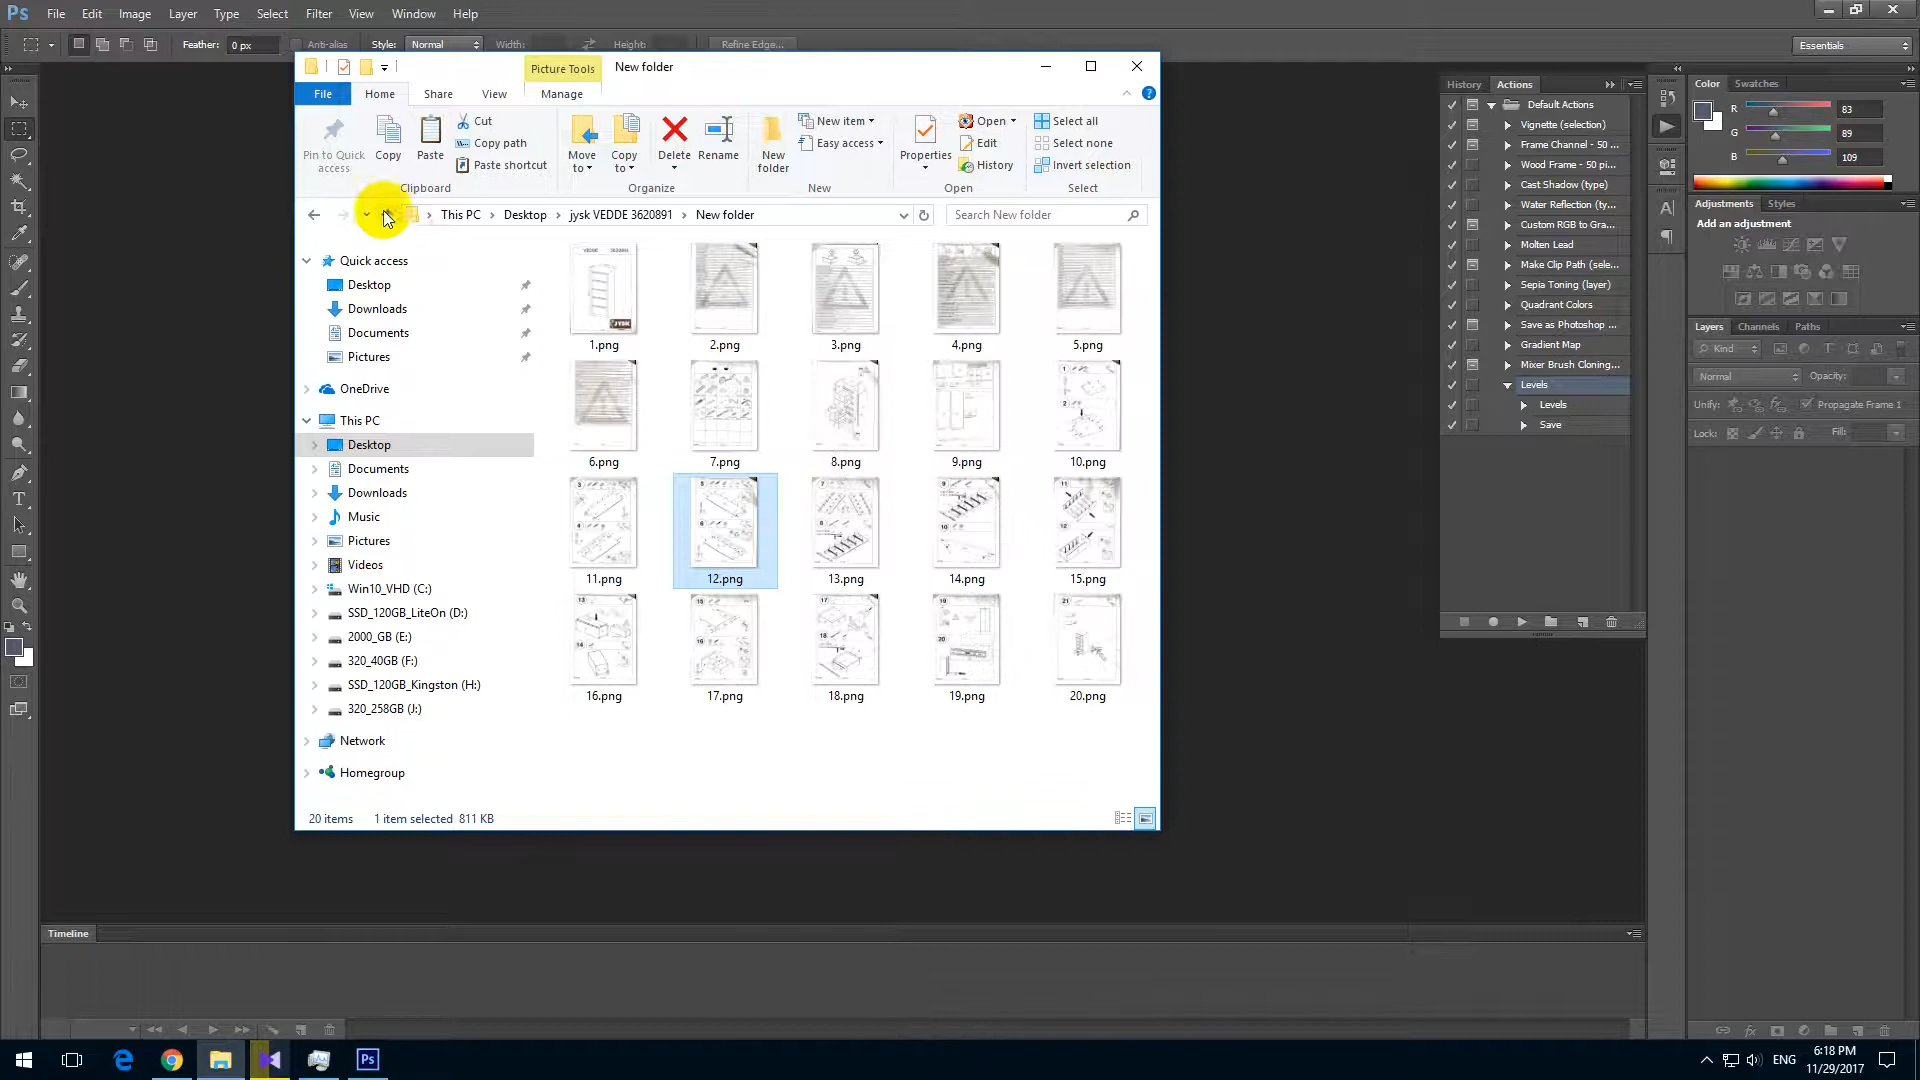 Ps File Edit Image Layer Type Select Filter View Window Help
Feather: 0 px Anti-alias Style: Normal Width: Height: Refine Edge... Essentials
Picture Tools New folder
File Home Share View Manage
Pin to Quick access
Copy
Paste
Cut
Copy path
Paste shortcut
Clipboard
Move to
Copy to
Delete
Rename
Organize
New folder
New item
Easy access
New
Properties
Open
Edit
History
Open
Select all
Select none
Invert selection
Select
This PC Desktop jysk VEDDE 3620891 New folder
Search New folder
Quick access
Desktop
Downloads
Documents
Pictures
OneDrive
This PC
Desktop
Documents
Downloads
Music
Pictures
Videos
Win10_VHD (C:)
SSD_120GB_LiteOn (D:)
2000_GB (E:)
320_40GB (F:)
SSD_120GB_Kingston (H:)
320_258GB (J:)
Network
Homegroup
1.png 2.png 3.png 4.png 5.png
6.png 7.png 8.png 9.png 10.png
11.png 12.png 13.png 14.png 15.png
16.png 17.png 18.png 19.png 20.png
20 items 1 item selected 811 KB
History Actions
Default Actions
Vignette (selection)
Frame Channel - 50 ...
Wood Frame - 50 pi...
Cast Shadow (type)
Water Reflection (ty...
Custom RGB to Gra...
Molten Lead
Make Clip Path (sele...
Sepia Toning (layer)
Quadrant Colors
Save as Photoshop ...
Gradient Map
Mixer Brush Cloning...
Levels
Levels
Save
Color Swatches
R 83
G 89
B 109
Adjustments Styles
Add an adjustment
Layers Channels Paths
Kind
Normal Opacity:
Unify: Propagate Frame 1
Lock: Fill:
Timeline
ENG
6:18 PM
11/29/2017